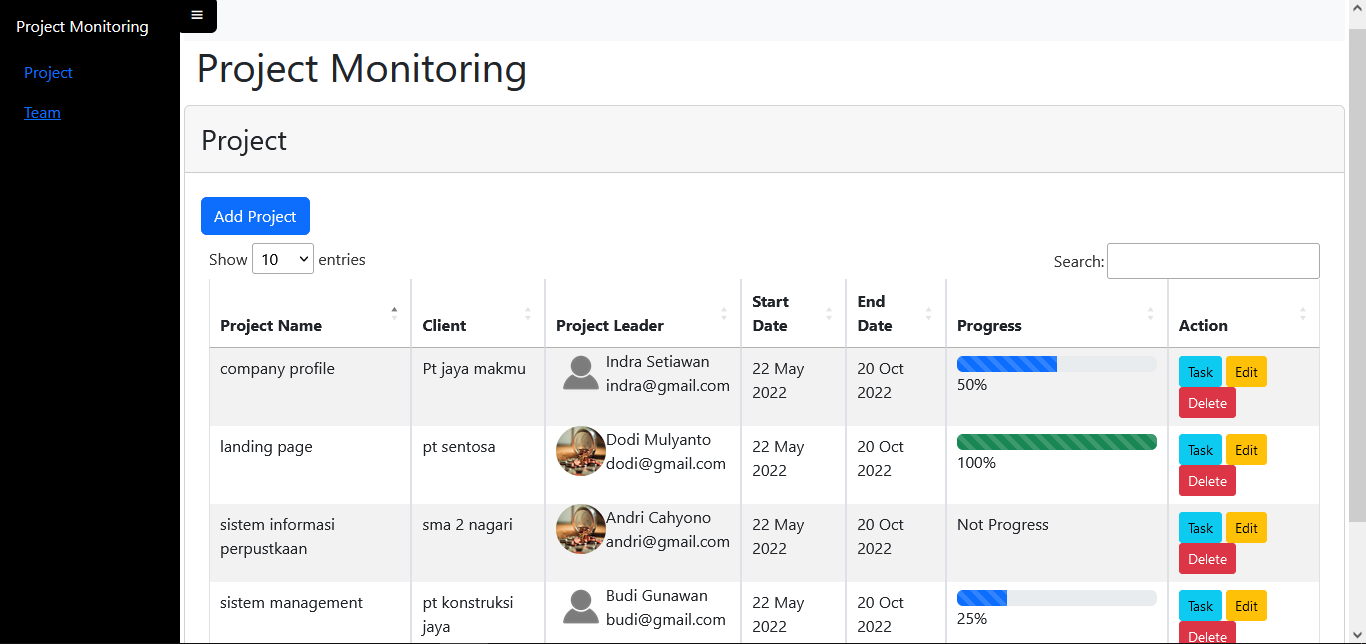 Project Monitoring
Project
Team
Project Monitoring
Project
Add Project
Show 10 entries
Search:
Project Name Client Project Leader Start Date End Date Progress Action
company profile Pt jaya makmu Indra Setiawan 22 May 20 Oct
indra@gmail.com 2022 2022 50% Task Edit
Delete
landing page pt sentosa Dodi Mulyanto 22 May 20 Oct
dodi@gmail.com 2022 2022 100% Task Edit
Delete
sistem informasi sma 2 nagari Andri Cahyono 22 May 20 Oct Not Progress Task Edit
perpustkaan andri@gmail.com 2022 2022
Delete
sistem management pt konstruksi Budi Gunawan 22 May 20 Oct
jaya budi@gmail.com 2022 2022 25% Task Edit
Delete